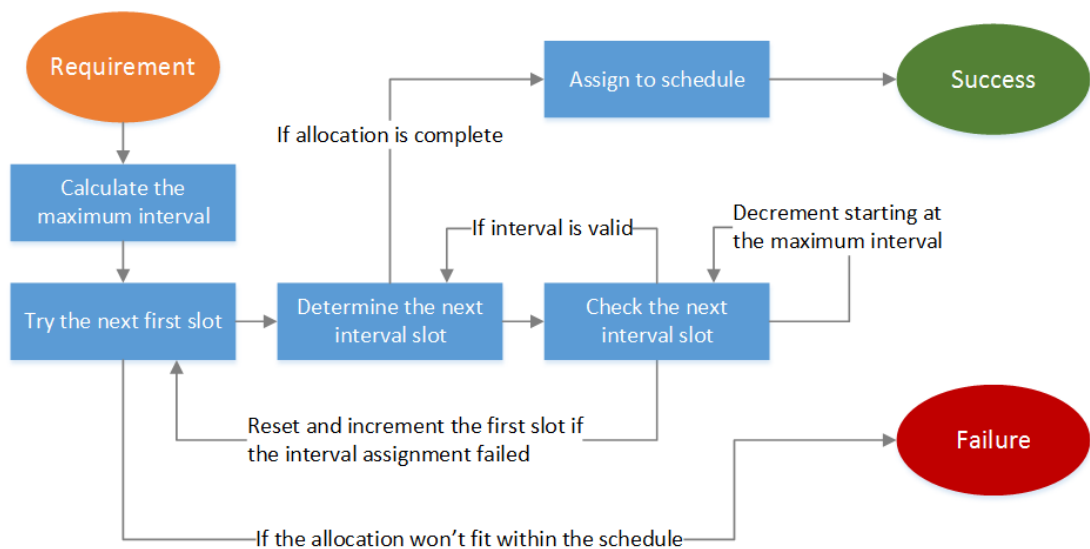 Requirement
Assign to schedule
Success
If allocation is complete
Calculate the
maximum interval
If interval is valid
Decrement starting at
the maximum interval
Try the next first slot
Determine the next
interval slot
Check the next
interval slot
Reset and increment the first slot if
the interval assignment failed
Failure
If the allocation won’t fit within the schedule